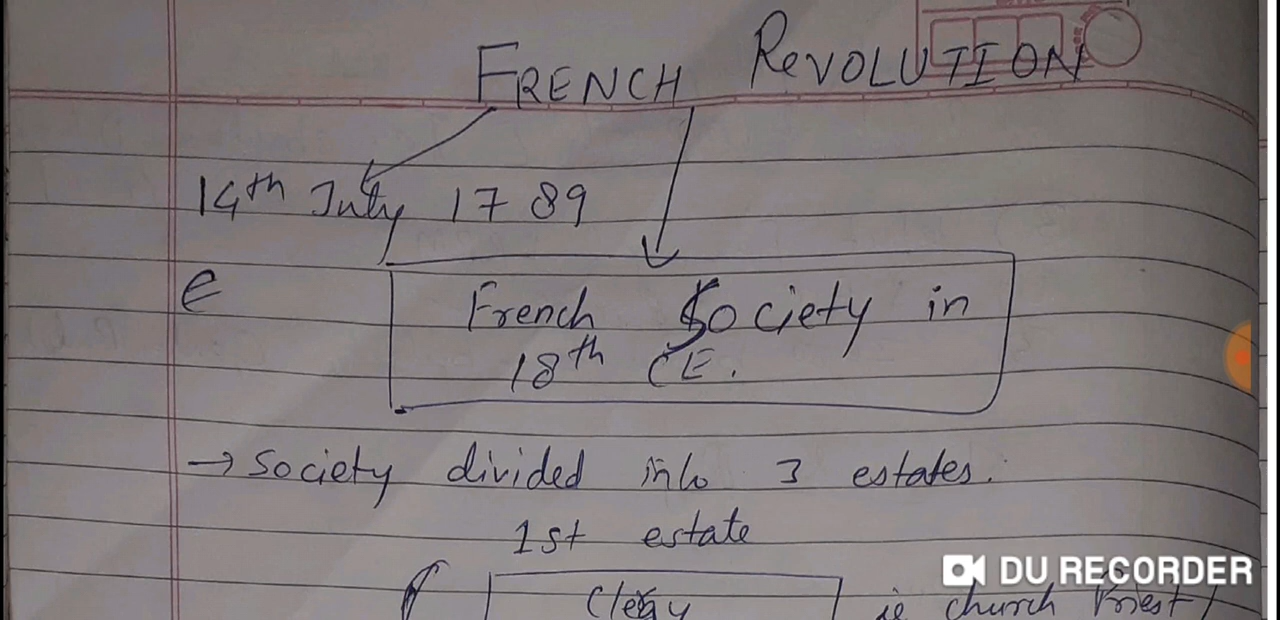 FRENCH REVOLUTION
14th July 1789
e
French Society in
18th CE.
→ Society divided into 3 estates.
1st estate
Clergy ie church Priest/
DU RECORDER